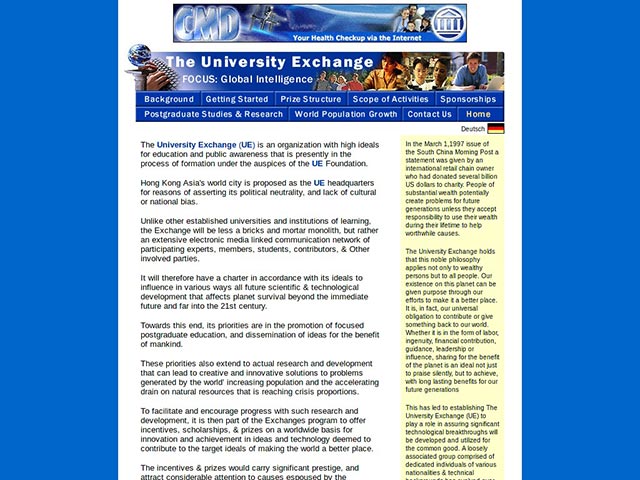 CMD
Your Health Checkup via the Internet
The University Exchange
FOCUS: Global Intelligence
Background
Getting Started
Prize Structure
Scope of Activities
Sponsorships
Postgraduate Studies & Research
World Population Growth
Contact Us
Home
Deutsch
The University Exchange (UE) is an organization with high ideals
for education and public awareness that is presently in the
process of formation under the auspices of the UE Foundation.
Hong Kong Asia's world city is proposed as the UE headquarters
for reasons of asserting its political neutrality, and lack of cultural
or national bias.
Unlike other established universities and institutions of learning,
the Exchange will be less a bricks and mortar monolith, but rather
an extensive electronic media linked communication network of
participating experts, members, students, contributors, & Other
involved parties.
It will therefore have a charter in accordance with its ideals to
influence in various ways all future scientific & technological
development that affects planet survival beyond the immediate
future and far into the 21st century.
Towards this end, its priorities are in the promotion of focused
postgraduate education, and dissemination of ideas for the benefit
of mankind.
These priorities also extend to actual research and development
that can lead to creative and innovative solutions to problems
generated by the world' increasing population and the accelerating
drain on natural resources that is reaching crisis proportions.
To facilitate and encourage progress with such research and
development, it is then part of the Exchanges program to offer
incentives, scholarships, & prizes on a worldwide basis for
innovation and achievement in ideas and technology deemed to
contribute to the target ideals of making the world a better place.
The incentives & prizes would carry significant prestige, and
attract considerable attention to causes espoused by the
In the March 1,1997 issue of
the South China Morning Post a
statement was given by an
international retail chain owner
who had donated several billion
US dollars to charity. People of
substantial wealth potentially
create problems for future
generations unless they accept
responsibility to use their wealth
during their lifetime to help
worthwhile causes.
The University Exchange holds
that this noble philosophy
applies not only to wealthy
persons but to all people. Our
existence on this planet can be
given purpose through our
efforts to make it a better place.
It is, in fact, our universal
obligation to contribute or give
something back to our world.
Whether it is in the form of labor,
ingenuity, financial contribution,
guidance, leadership or
influence, sharing for the benefit
of the planet is an ideal not just
to praise silently, but to achieve,
with long lasting benefits for our
future generations
This has led to establishing The
University Exchange (UE) to
play a role in assuring significant
technological breakthroughs will
be developed and utilized for
the common good. A loosely
associated group comprised of
dedicated individuals of various
nationalities & technical